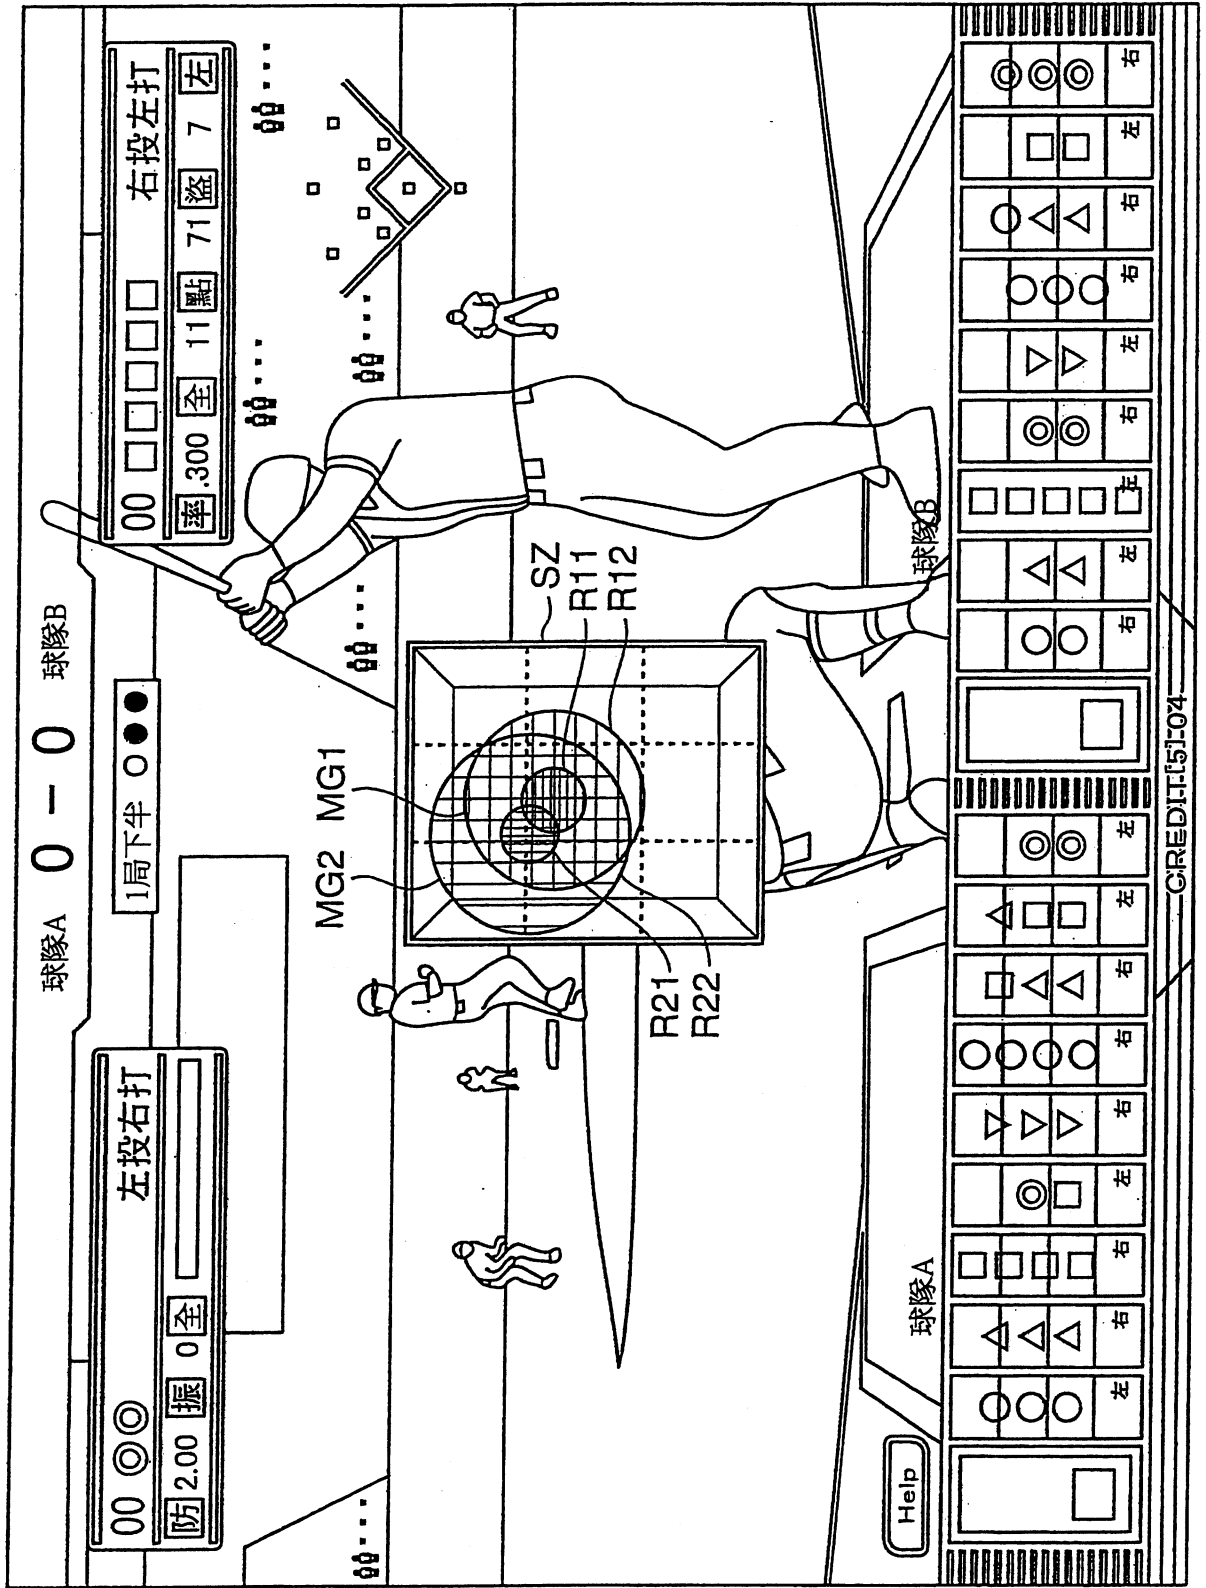 球隊A 0 – 0 球隊B
1局下半
00 ◎◎ 左投右打
防 2.00 振 0 全
00 □□□□□ 右投左打
率 .300 全 11 點 71 盜 7 左
MG2 MG1
SZ
R11
R12
R21
R22
Help
球隊A
球隊B
左 右 右 左 右 右 右 左 左
右 左 左 右 左 右 右 左 右
CREDIT[5]-04